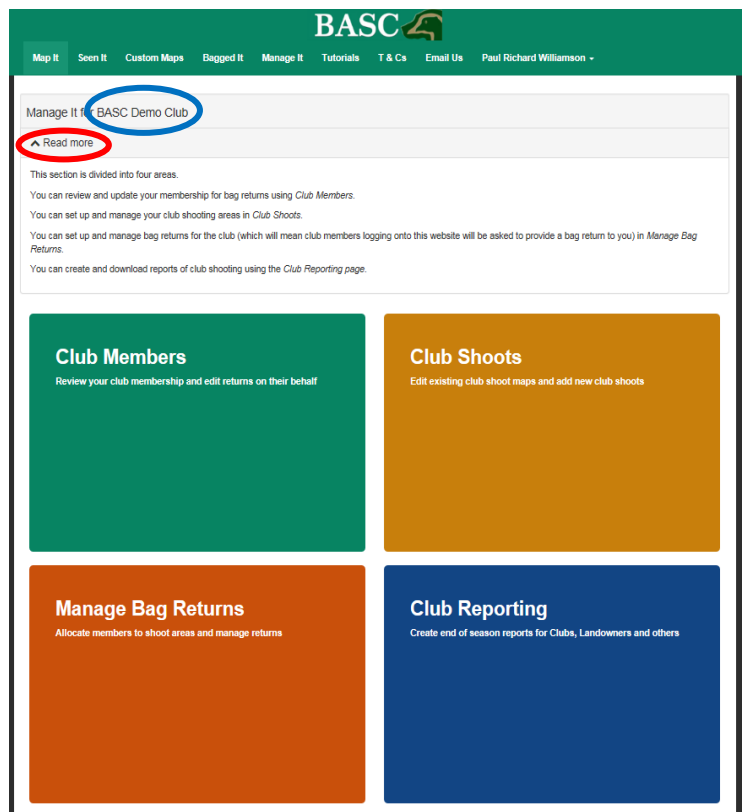 BASC
Map It Seen It Custom Maps Bagged It Manage It Tutorials T & Cs Email Us Paul Richard Williamson
Manage It for BASC Demo Club
Read more
This section is divided into four areas.
You can review and update your membership for bag returns using Club Members.
You can set up and manage your club shooting areas in Club Shoots.
You can set up and manage bag returns for the club (which will mean club members logging onto this website will be asked to provide a bag return to you) in Manage Bag
Returns.
You can create and download reports of club shooting using the Club Reporting page.
Club Members
Review your club membership and edit returns on their behalf
Club Shoots
Edit existing club shoot maps and add new club shoots
Manage Bag Returns
Allocate members to shoot areas and manage returns
Club Reporting
Create end of season reports for Clubs, Landowners and others